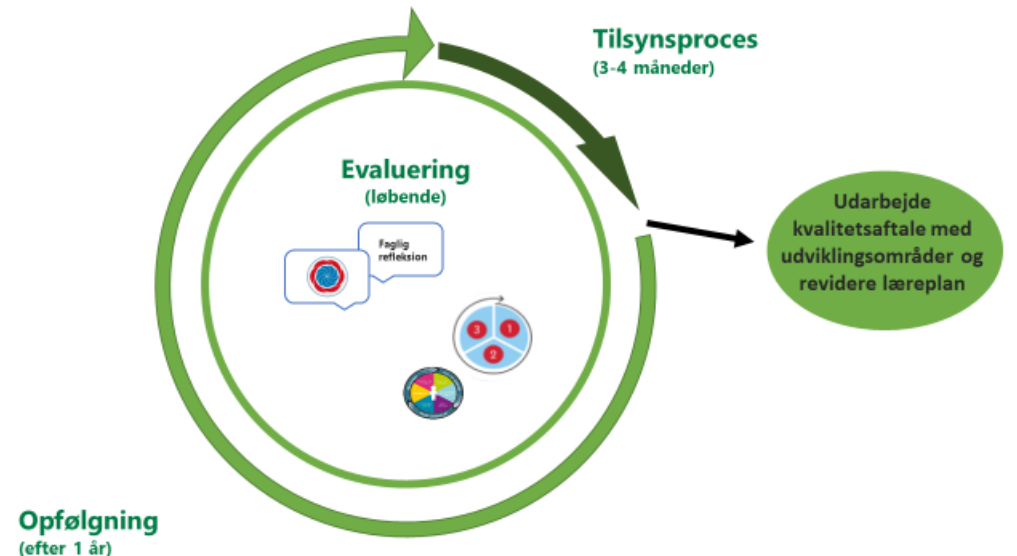 Tilsynsproces
(3-4 måneder)
Evaluering
(løbende)
Faglig
refleksion
3
1
2
Udarbejde
kvalitetsaftale med
udviklingsområder og
revidere læreplan
Opfølgning
(efter 1 år)